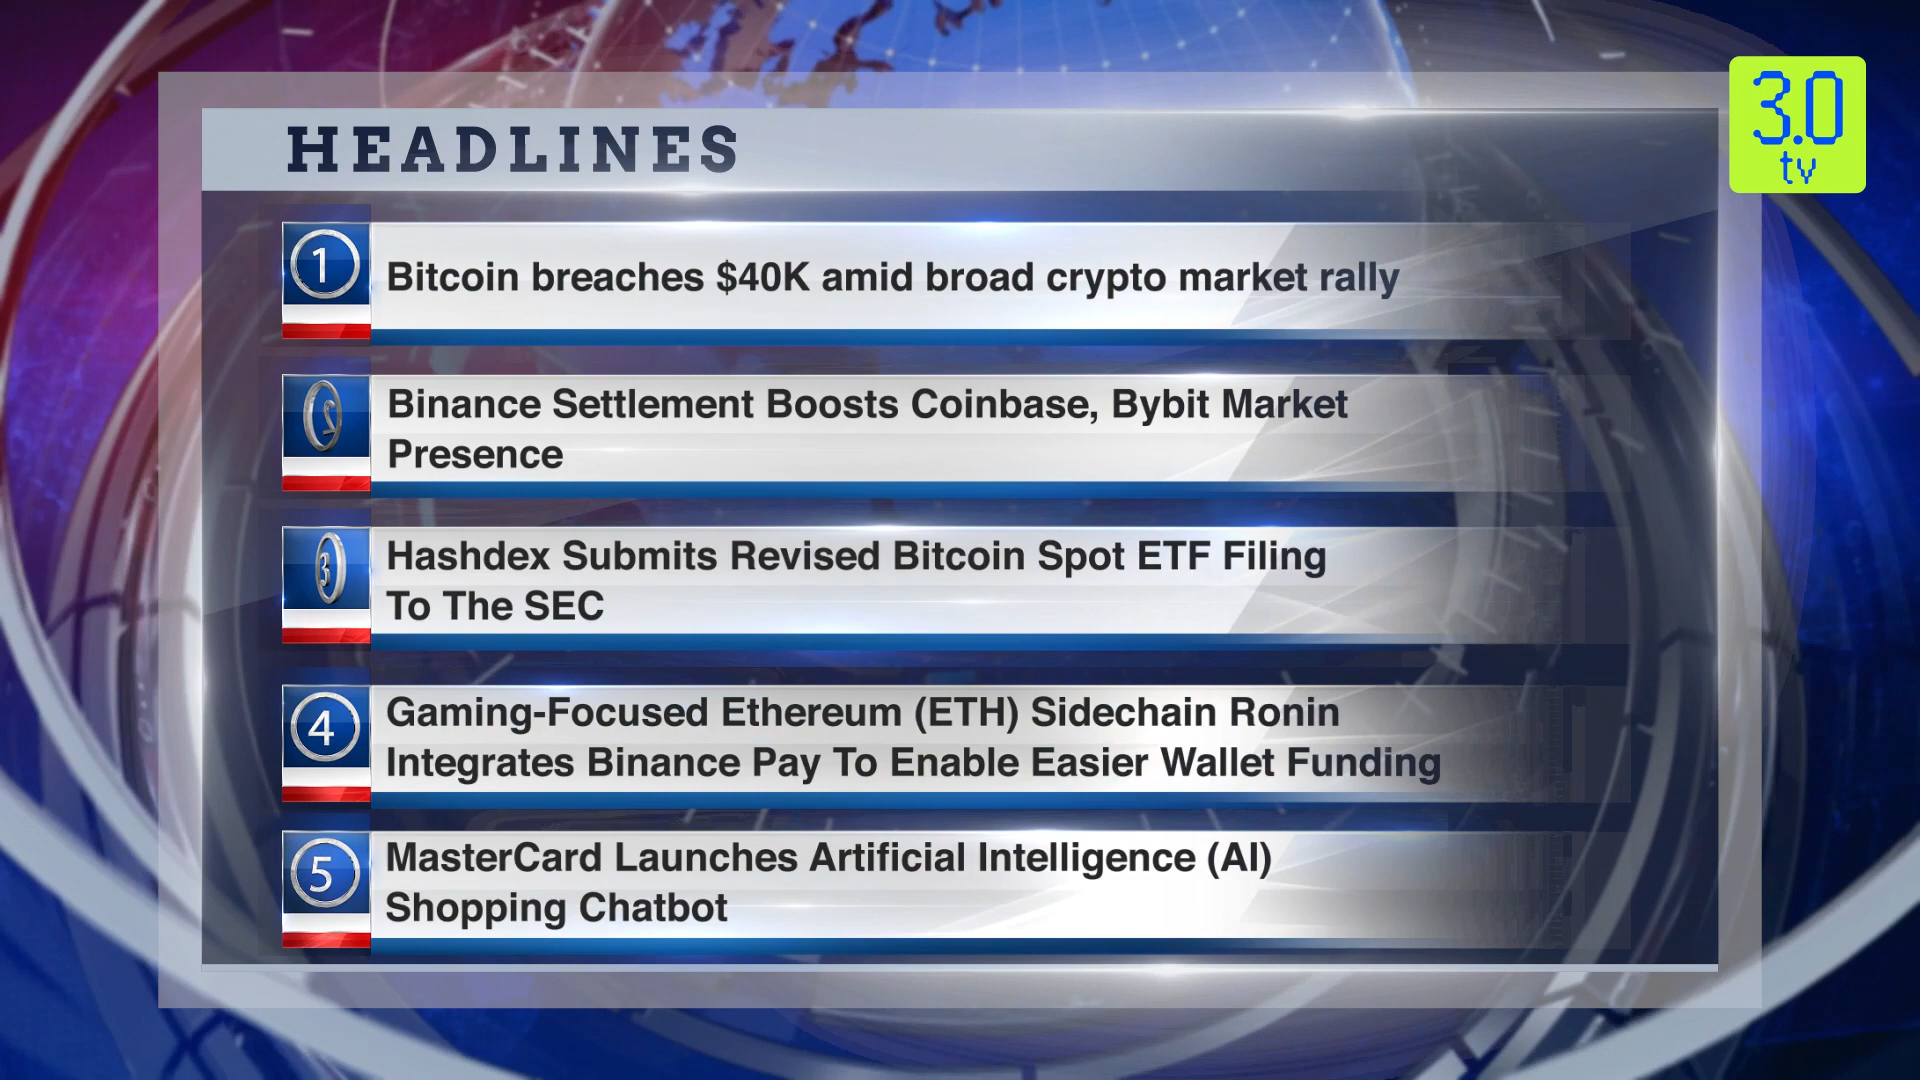 3.0
tv
HEADLINES
1
Bitcoin breaches $40K amid broad crypto market rally
2
Binance Settlement Boosts Coinbase, Bybit Market
Presence
3
Hashdex Submits Revised Bitcoin Spot ETF Filing
To The SEC
4
Gaming-Focused Ethereum (ETH) Sidechain Ronin
Integrates Binance Pay To Enable Easier Wallet Funding
5
MasterCard Launches Artificial Intelligence (AI)
Shopping Chatbot